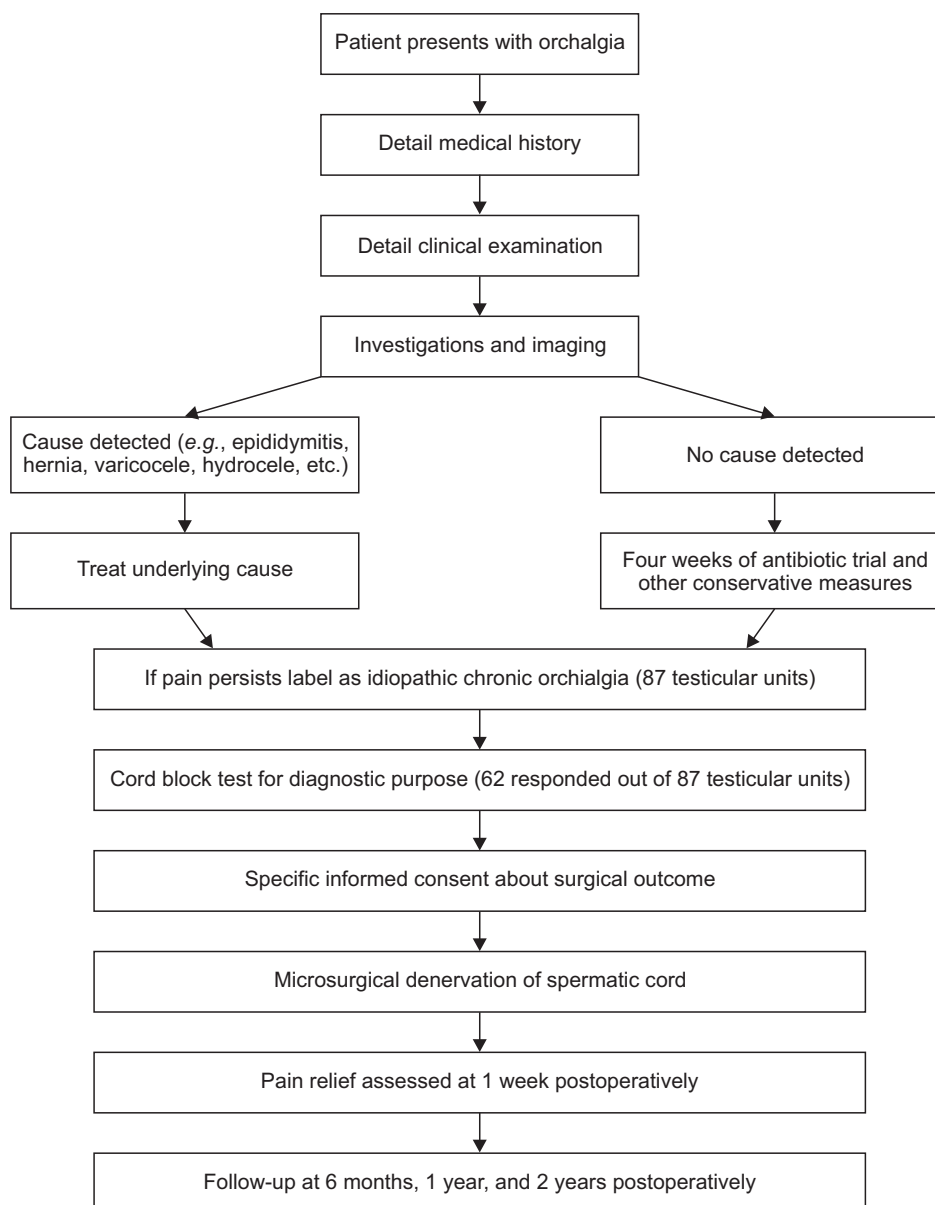 Patient presents with orchalgia
Detail medical history
Detail clinical examination
Investigations and imaging
Cause detected (e.g., epididymitis,
hernia, varicocele, hydrocele, etc.)
No cause detected
Treat underlying cause
Four weeks of antibiotic trial and
other conservative measures
If pain persists label as idiopathic chronic orchialgia (87 testicular units)
Cord block test for diagnostic purpose (62 responded out of 87 testicular units)
Specific informed consent about surgical outcome
Microsurgical denervation of spermatic cord
Pain relief assessed at 1 week postoperatively
Follow-up at 6 months, 1 year, and 2 years postoperatively